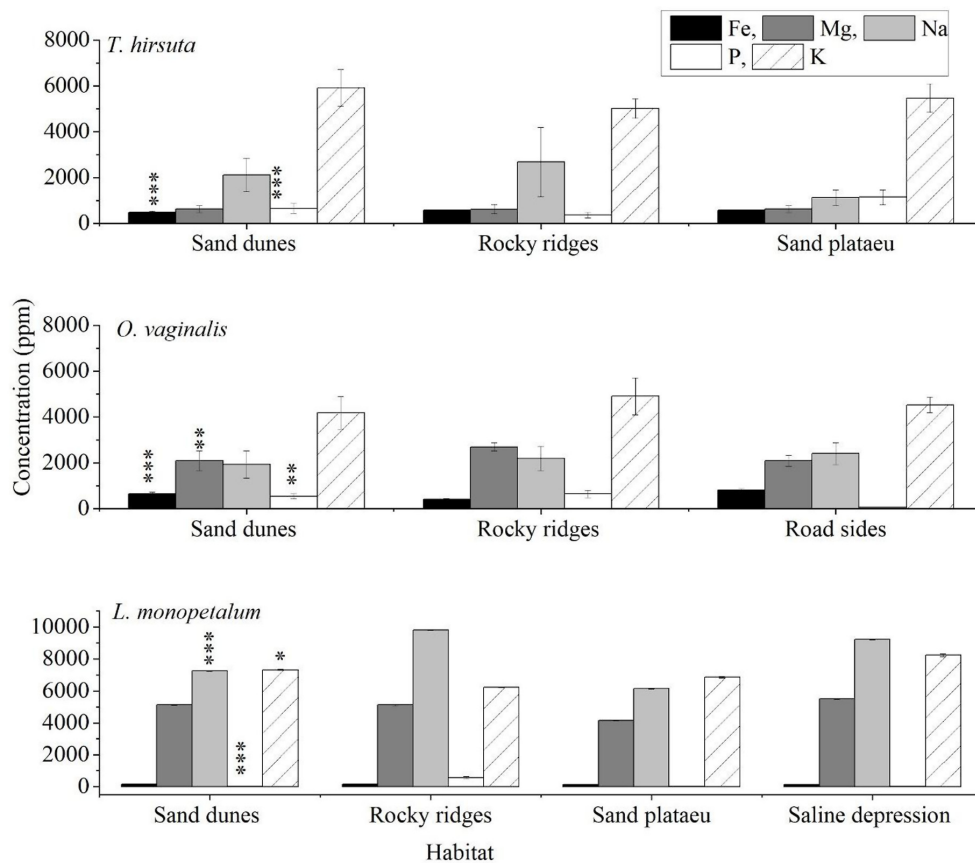 Fe, Mg, Na
P, K
T. hirsuta
8000
6000
4000
2000
0
***
***
Sand dunes Rocky ridges Sand plataeu
Concentration (ppm)
O. vaginalis
8000
6000
4000
2000
0
***
**
**
Sand dunes Rocky ridges Road sides
L. monopetalum
10000
8000
6000
4000
2000
0
***
***
*
Sand dunes Rocky ridges Sand plataeu Saline depression
Habitat